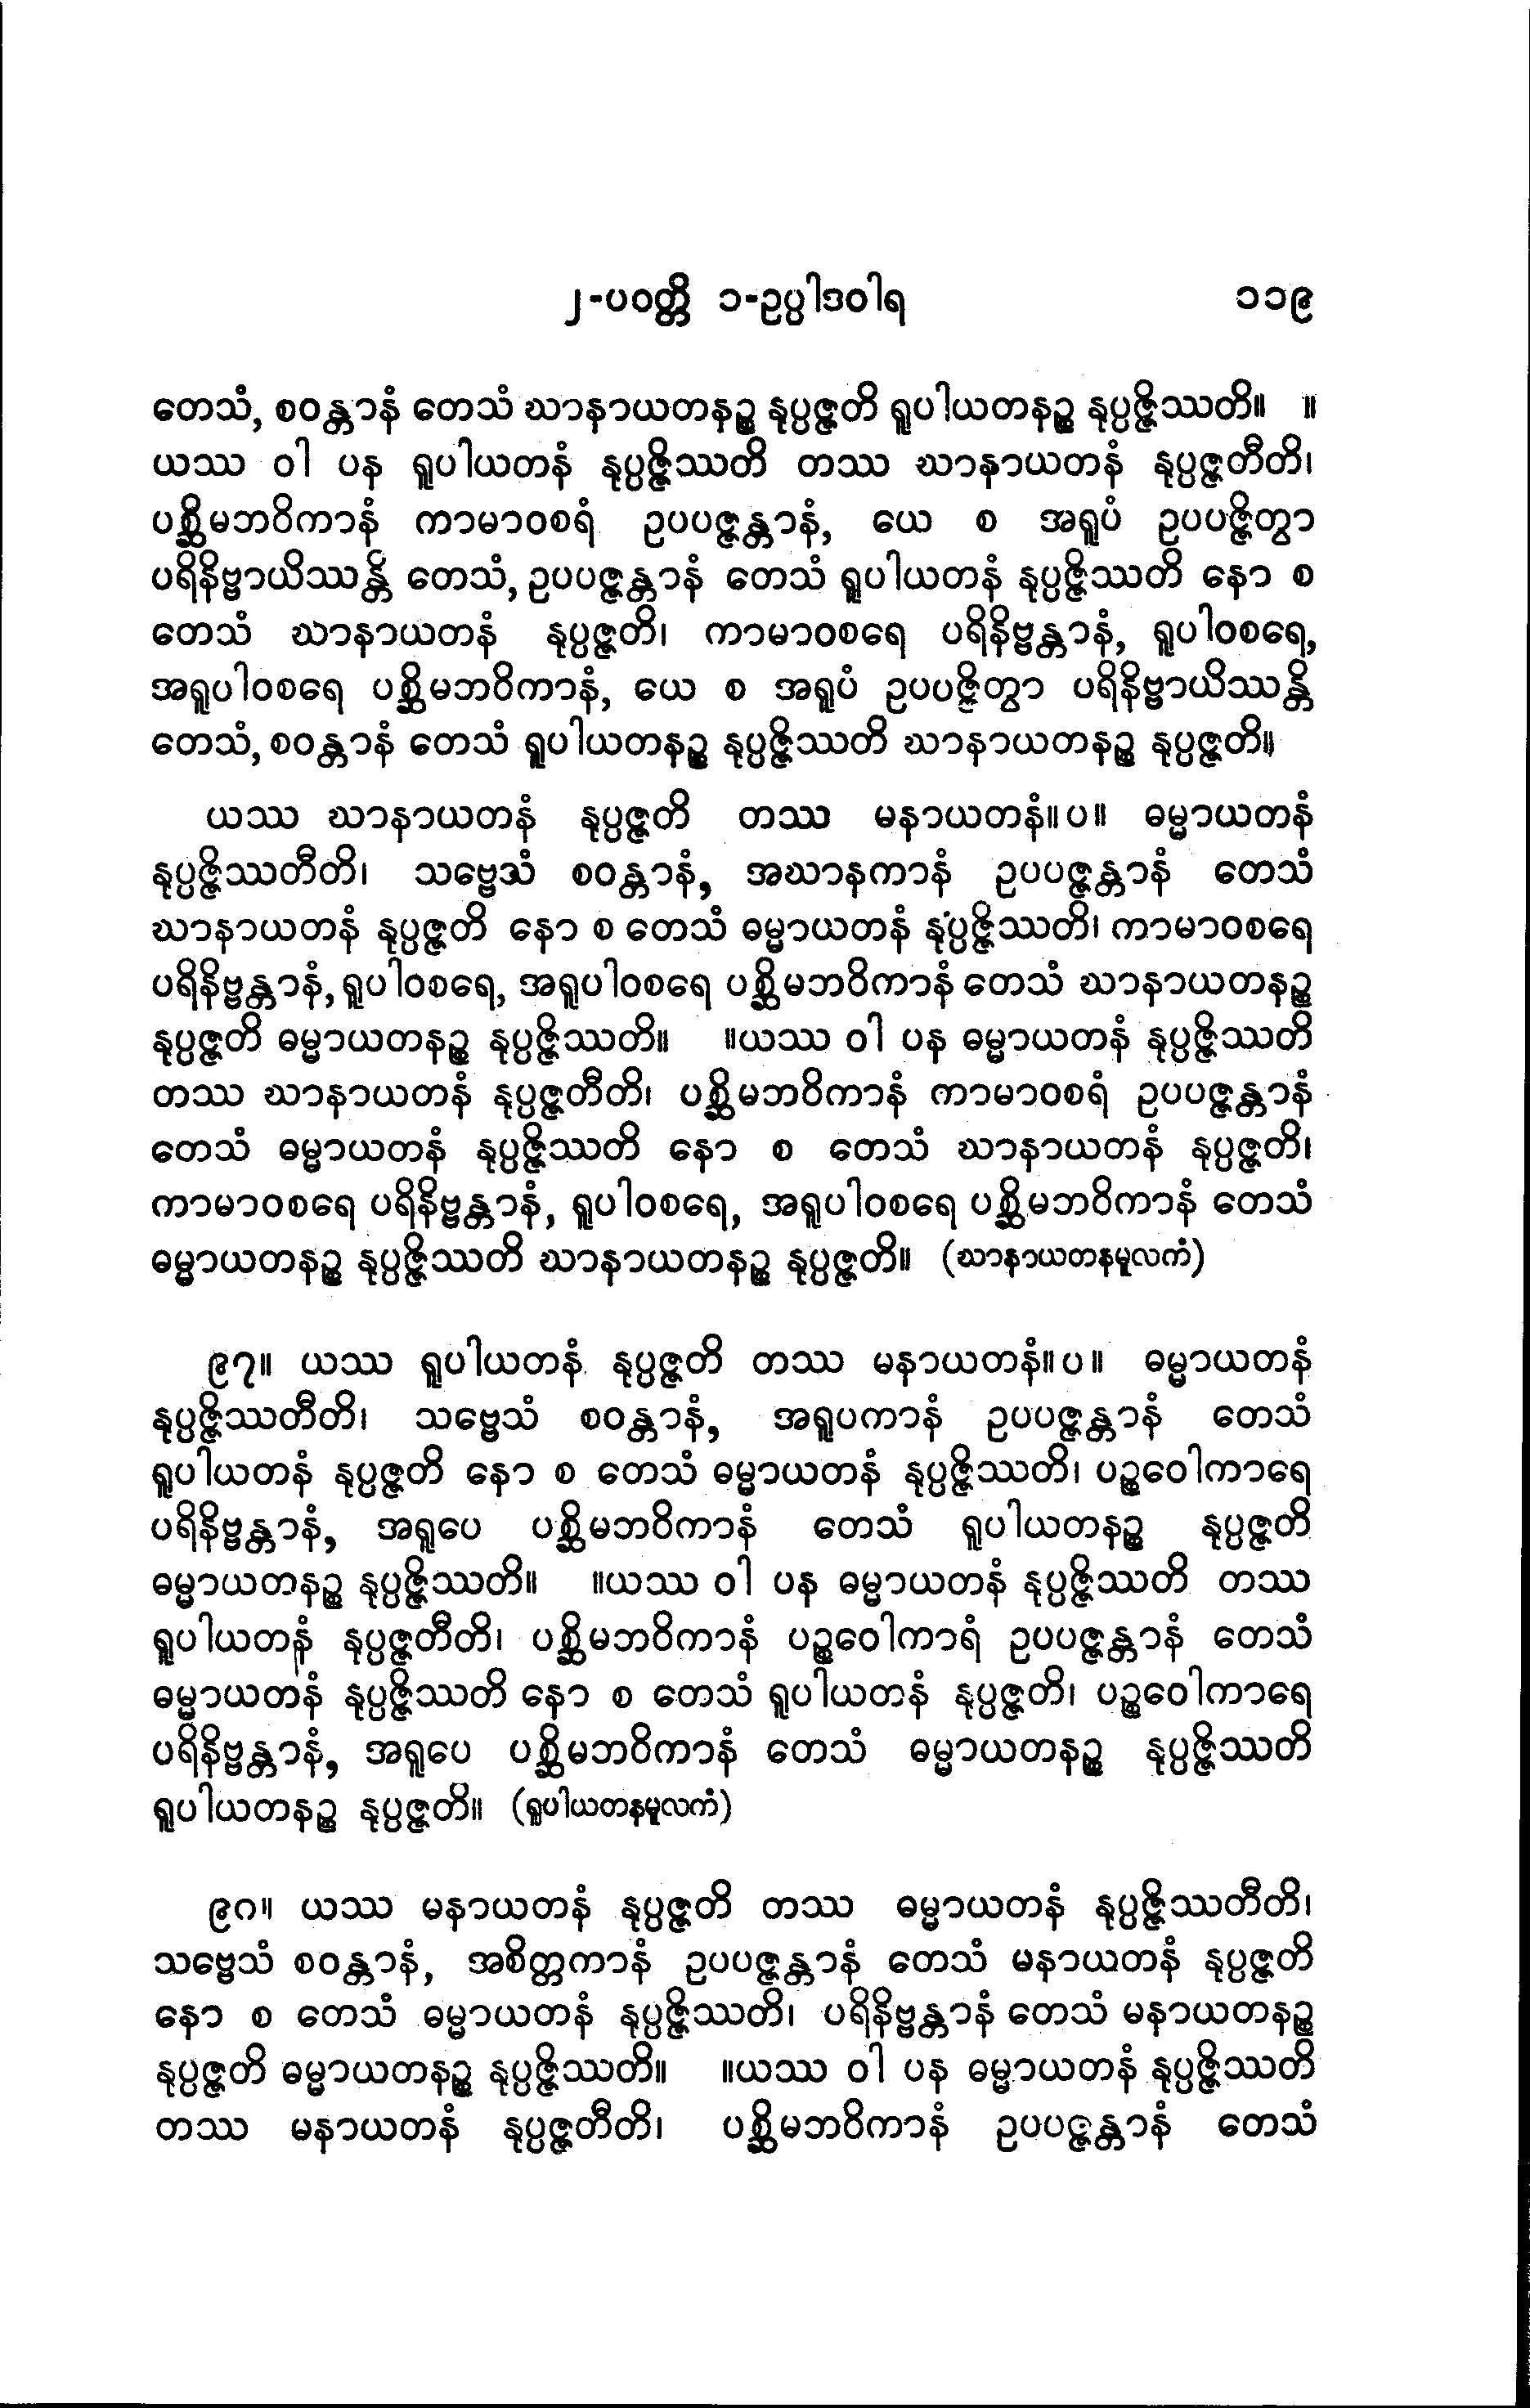 ၂-ပဝတ္တိ ၁-ဥပ္ပါဒဝါရ ၁၁၉
တေသံ, စဝန္တာနံ တေသံ ဃာနာယတနဉ္စ နုပ္ပဇ္ဇတိ ရူပါယတနဉ္စ နုပ္ပဇ္ဇိဿတိ။ ။
ယဿ ဝါ ပန ရူပါယတနံ နုပ္ပဇ္ဇိဿတိ တဿ ဃာနာယတနံ နုပ္ပဇ္ဇတီတိ၊
ပစ္ဆိမဘဝိကာနံ ကာမာဝစရံ ဥပပဇ္ဇန္တာနံ, ယေ စ အရူပံ ဥပပဇ္ဇိတွာ
ပရိနိဗ္ဗာယိဿန္တိ တေသံ, ဥပပဇ္ဇန္တာနံ တေသံ ရူပါယတနံ နုပ္ပဇ္ဇိဿတိ နော စ
တေသံ ဃာနာယတနံ နုပ္ပဇ္ဇတိ၊ ကာမာဝစရေ ပရိနိဗ္ဗန္တာနံ, ရူပါဝစရေ,
အရူပါဝစရေ ပစ္ဆိမဘဝိကာနံ, ယေ စ အရူပံ ဥပပဇ္ဇိတွာ ပရိနိဗ္ဗာယိဿန္တိ
တေသံ, စဝန္တာနံ တေသံ ရူပါယတနဉ္စ နုပ္ပဇ္ဇိဿတိ ဃာနာယတနဉ္စ နုပ္ပဇ္ဇတိ။
ယဿ ဃာနာယတနံ နုပ္ပဇ္ဇတိ တဿ မနာယတနံ။ပ။ ဓမ္မာယတနံ
နုပ္ပဇ္ဇိဿတီတိ၊ သဗ္ဗေသံ စဝန္တာနံ, အဃာနကာနံ ဥပပဇ္ဇန္တာနံ တေသံ
ဃာနာယတနံ နုပ္ပဇ္ဇတိ နော စ တေသံ ဓမ္မာယတနံ နုပ္ပဇ္ဇိဿတိ၊ ကာမာဝစရေ
ပရိနိဗ္ဗန္တာနံ, ရူပါဝစရေ, အရူပါဝစရေ ပစ္ဆိမဘဝိကာနံ တေသံ ဃာနာယတနဉ္စ
နုပ္ပဇ္ဇတိ ဓမ္မာယတနဉ္စ နုပ္ပဇ္ဇိဿတိ။ ။ယဿ ဝါ ပန ဓမ္မာယတနံ နုပ္ပဇ္ဇိဿတိ
တဿ ဃာနာယတနံ နုပ္ပဇ္ဇတီတိ၊ ပစ္ဆိမဘဝိကာနံ ကာမာဝစရံ ဥပပဇ္ဇန္တာနံ
တေသံ ဓမ္မာယတနံ နုပ္ပဇ္ဇိဿတိ နော စ တေသံ ဃာနာယတနံ နုပ္ပဇ္ဇတိ၊
ကာမာဝစရေ ပရိနိဗ္ဗန္တာနံ, ရူပါဝစရေ, အရူပါဝစရေ ပစ္ဆိမဘဝိကာနံ တေသံ
ဓမ္မာယတနဉ္စ နုပ္ပဇ္ဇိဿတိ ဃာနာယတနဉ္စ နုပ္ပဇ္ဇတိ။ (ဃာနာယတနမူလကံ)
၉၇။ ယဿ ရူပါယတနံ နုပ္ပဇ္ဇတိ တဿ မနာယတနံ။ပ။ ဓမ္မာယတနံ
နုပ္ပဇ္ဇိဿတီတိ၊ သဗ္ဗေသံ စဝန္တာနံ, အရူပကာနံ ဥပပဇ္ဇန္တာနံ တေသံ
ရူပါယတနံ နုပ္ပဇ္ဇတိ နော စ တေသံ ဓမ္မာယတနံ နုပ္ပဇ္ဇိဿတိ၊ ပဉ္စဝေါကာရေ
ပရိနိဗ္ဗန္တာနံ, အရူပေ ပစ္ဆိမဘဝိကာနံ တေသံ ရူပါယတနဉ္စ နုပ္ပဇ္ဇတိ
ဓမ္မာယတနဉ္စ နုပ္ပဇ္ဇိဿတိ။ ။ယဿ ဝါ ပန ဓမ္မာယတနံ နုပ္ပဇ္ဇိဿတိ တဿ
ရူပါယတနံ နုပ္ပဇ္ဇတီတိ၊ ပစ္ဆိမဘဝိကာနံ ပဉ္စဝေါကာရံ ဥပပဇ္ဇန္တာနံ တေသံ
ဓမ္မာယတနံ နုပ္ပဇ္ဇိဿတိ နော စ တေသံ ရူပါယတနံ နုပ္ပဇ္ဇတိ၊ ပဉ္စဝေါကာရေ
ပရိနိဗ္ဗန္တာနံ, အရူပေ ပစ္ဆိမဘဝိကာနံ တေသံ ဓမ္မာယတနဉ္စ နုပ္ပဇ္ဇိဿတိ
ရူပါယတနဉ္စ နုပ္ပဇ္ဇတိ။ (ရူပါယတနမူလကံ)
၉၈။ ယဿ မနာယတနံ နုပ္ပဇ္ဇတိ တဿ ဓမ္မာယတနံ နုပ္ပဇ္ဇိဿတီတိ၊
သဗ္ဗေသံ စဝန္တာနံ, အစိတ္တကာနံ ဥပပဇ္ဇန္တာနံ တေသံ မနာယတနံ နုပ္ပဇ္ဇတိ
နော စ တေသံ ဓမ္မာယတနံ နုပ္ပဇ္ဇိဿတိ၊ ပရိနိဗ္ဗန္တာနံ တေသံ မနာယတနဉ္စ
နုပ္ပဇ္ဇတိ ဓမ္မာယတနဉ္စ နုပ္ပဇ္ဇိဿတိ။ ။ယဿ ဝါ ပန ဓမ္မာယတနံ နုပ္ပဇ္ဇိဿတိ
တဿ မနာယတနံ နုပ္ပဇ္ဇတီတိ၊ ပစ္ဆိမဘဝိကာနံ ဥပပဇ္ဇန္တာနံ တေသံ